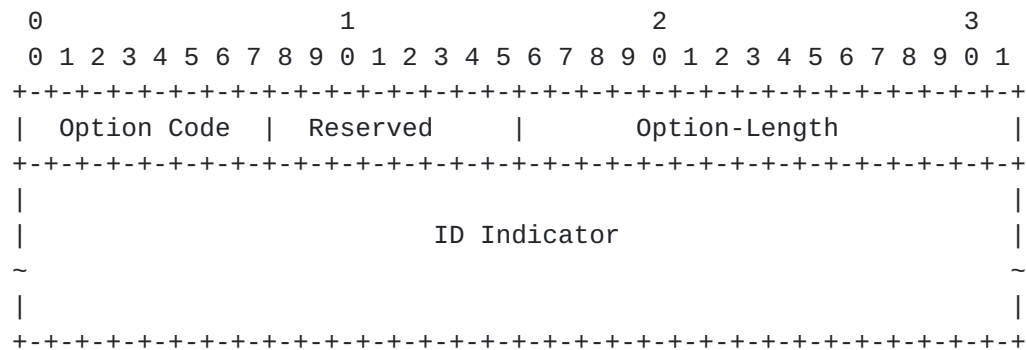 0                   1                   2                   3
 0 1 2 3 4 5 6 7 8 9 0 1 2 3 4 5 6 7 8 9 0 1 2 3 4 5 6 7 8 9 0 1
+-+-+-+-+-+-+-+-+-+-+-+-+-+-+-+-+-+-+-+-+-+-+-+-+-+-+-+-+-+-+-+-+
|  Option Code  |  Reserved     |       Option-Length           |
+-+-+-+-+-+-+-+-+-+-+-+-+-+-+-+-+-+-+-+-+-+-+-+-+-+-+-+-+-+-+-+-+
|                                                               |
|                          ID Indicator                         |
~                                                               ~
|                                                               |
+-+-+-+-+-+-+-+-+-+-+-+-+-+-+-+-+-+-+-+-+-+-+-+-+-+-+-+-+-+-+-+-+